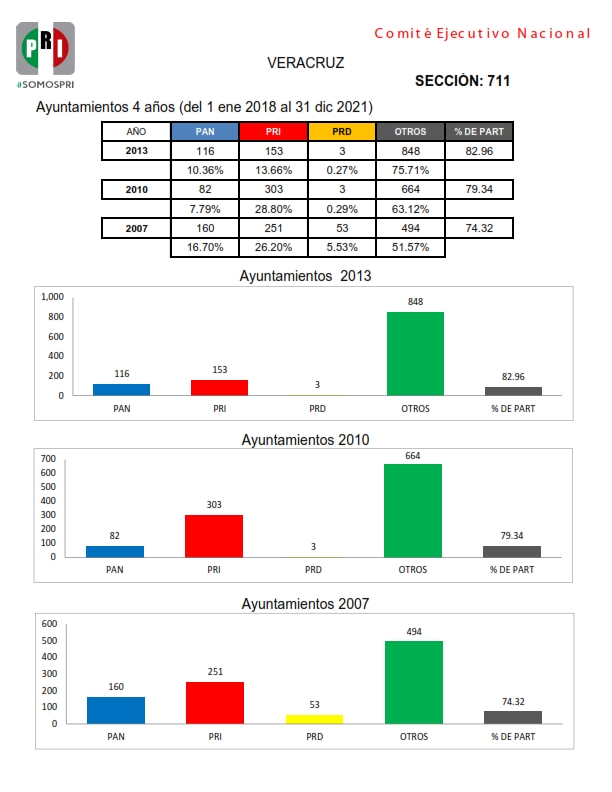 Comité Ejecutivo Nacional
PRI
#SOMOSPRI
VERACRUZ
SECCIÓN: 711
Ayuntamientos 4 años (del 1 ene 2018 al 31 dic 2021)
AÑO PAN PRI PRD OTROS % DE PART
2013 116 153 3 848 82.96
10.36% 13.66% 0.27% 75.71%
2010 82 303 3 664 79.34
7.79% 28.80% 0.29% 63.12%
2007 160 251 53 494 74.32
16.70% 26.20% 5.53% 51.57%
Ayuntamientos 2013
1,000
800
600
400
200
0
116 153 3 848 82.96
PAN PRI PRD OTROS % DE PART
Ayuntamientos 2010
700
600
500
400
300
200
100
0
82 303 3 664 79.34
PAN PRI PRD OTROS % DE PART
Ayuntamientos 2007
600
500
400
300
200
100
0
160 251 53 494 74.32
PAN PRI PRD OTROS % DE PART